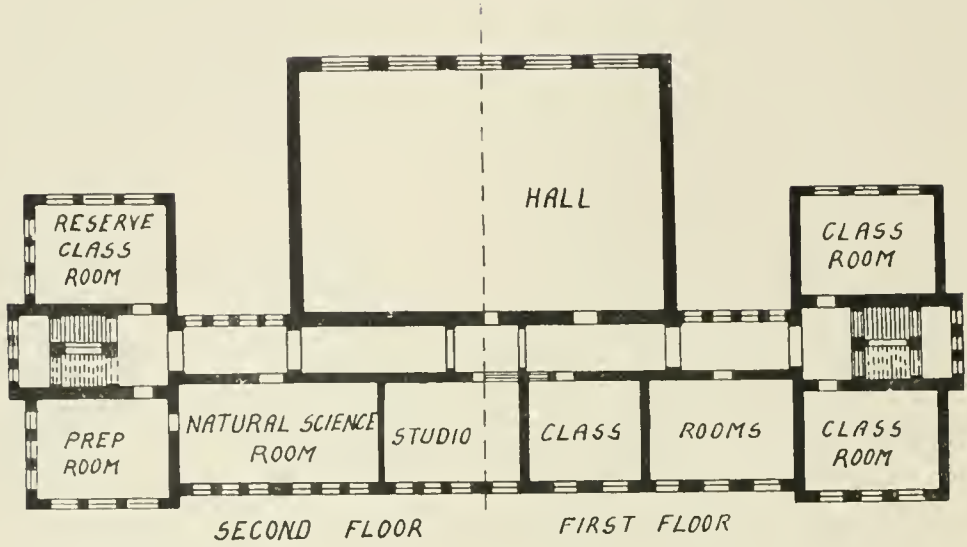 HALL
RESERVE
CLASS
ROOM
CLASS
ROOM
PREP
ROOM
NATURAL SCIENCE
ROOM
STUDIO
CLASS
ROOMS
CLASS
ROOM
SECOND FLOOR
FIRST FLOOR